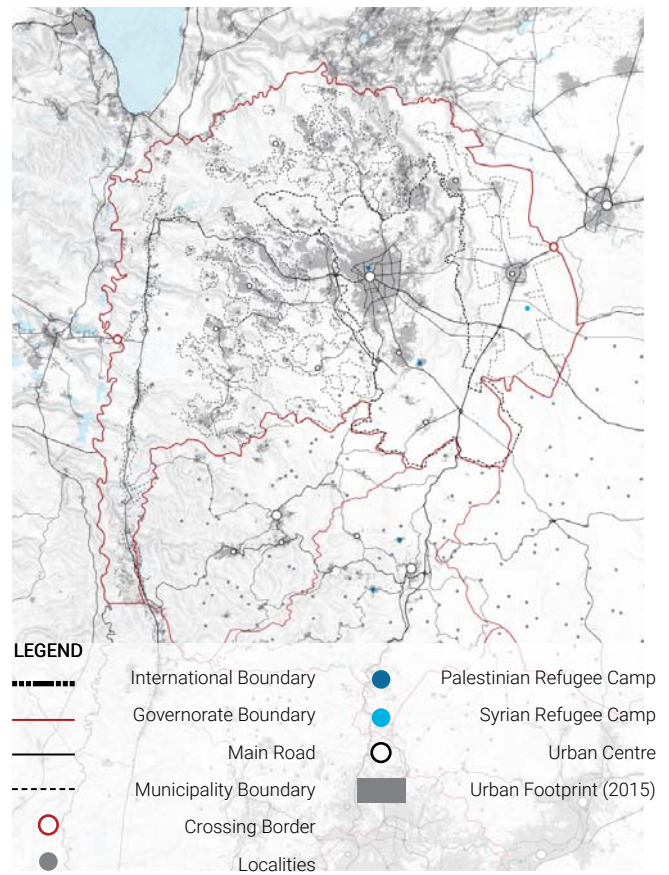 LEGEND
International Boundary
Governorate Boundary
Main Road
Municipality Boundary
Crossing Border
Localities
Palestinian Refugee Camp
Syrian Refugee Camp
Urban Centre
Urban Footprint (2015)